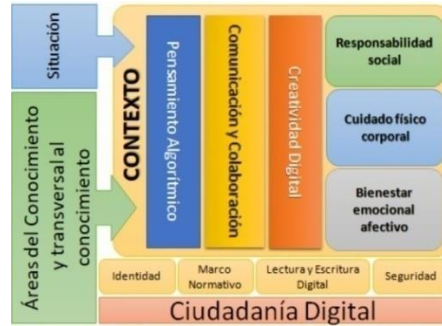 Situación
Áreas del Conocimiento
y transversal al
conocimiento
CONTEXTO
Pensamiento Algorítmico
Comunicación y Colaboración
Creatividad Digital
Responsabilidad
social
Cuidado físico
corporal
Bienestar
emocional
afectivo
Identidad
Marco
Normativo
Lectura y Escritura
Digital
Seguridad
Ciudadanía Digital